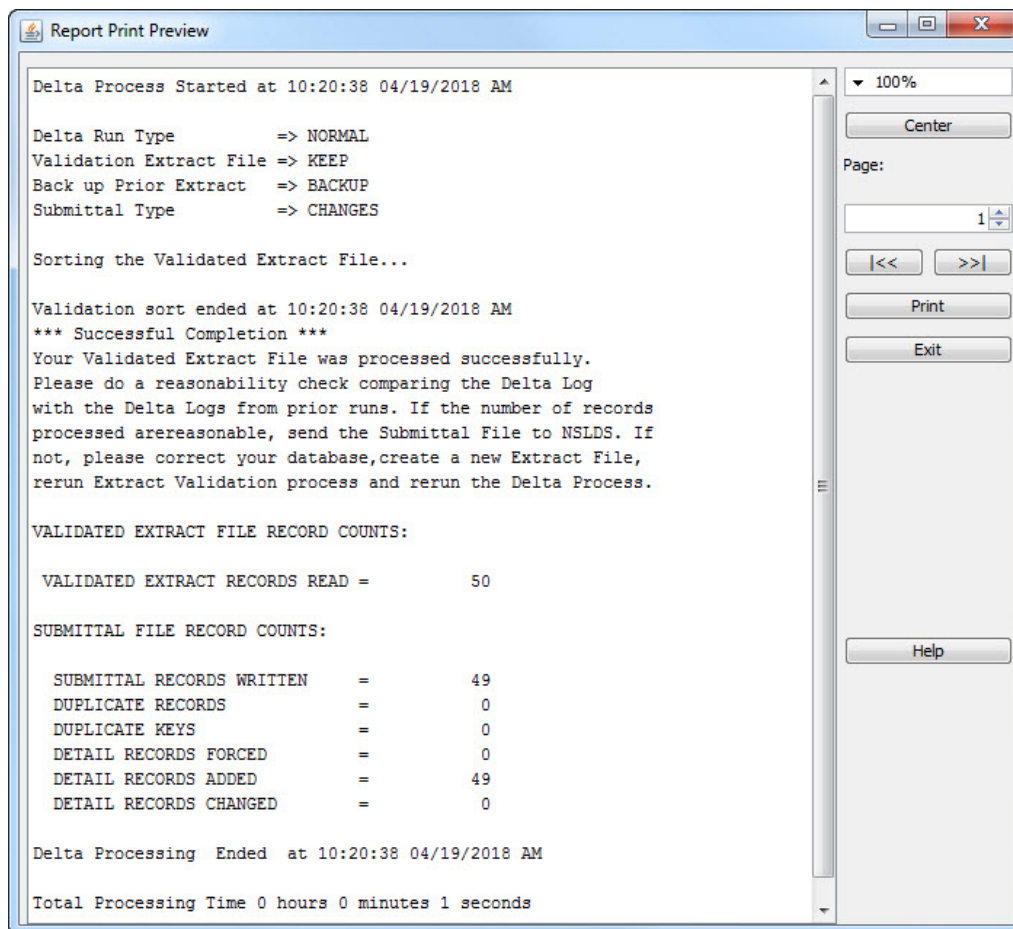 Report Print Preview
Delta Process Started at 10:20:38 04/19/2018 AM
Delta Run Type => NORMAL
Validation Extract File => KEEP
Back up Prior Extract => BACKUP
Submittal Type => CHANGES
Sorting the Validated Extract File...
Validation sort ended at 10:20:38 04/19/2018 AM
*** Successful Completion ***
Your Validated Extract File was processed successfully.
Please do a reasonability check comparing the Delta Log
with the Delta Logs from prior runs. If the number of records
processed arereasonable, send the Submittal File to NSLDS. If
not, please correct your database,create a new Extract File,
rerun Extract Validation process and rerun the Delta Process.
VALIDATED EXTRACT FILE RECORD COUNTS:
VALIDATED EXTRACT RECORDS READ = 50
SUBMITTAL FILE RECORD COUNTS:
SUBMITTAL RECORDS WRITTEN = 49
DUPLICATE RECORDS = 0
DUPLICATE KEYS = 0
DETAIL RECORDS FORCED = 0
DETAIL RECORDS ADDED = 49
DETAIL RECORDS CHANGED = 0
Delta Processing Ended at 10:20:38 04/19/2018 AM
Total Processing Time 0 hours 0 minutes 1 seconds
100%
Center
Page:
1
|<< >>|
Print
Exit
Help